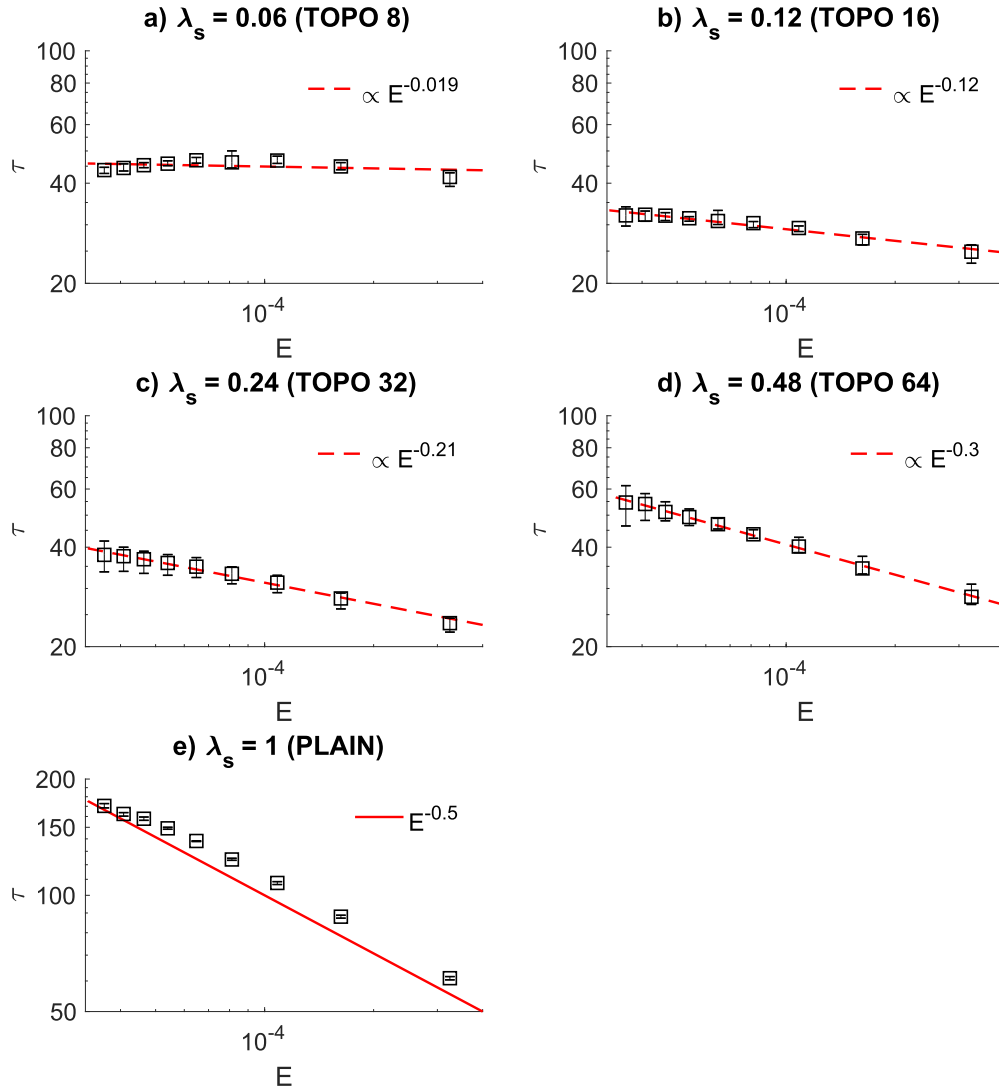 a) λs = 0.06 (TOPO 8)
100
80
60
40
20
τ
∝ E-0.019
10-4
E
b) λs = 0.12 (TOPO 16)
100
80
60
40
20
τ
∝ E-0.12
10-4
E
c) λs = 0.24 (TOPO 32)
100
80
60
40
20
τ
∝ E-0.21
10-4
E
d) λs = 0.48 (TOPO 64)
100
80
60
40
20
τ
∝ E-0.3
10-4
E
e) λs = 1 (PLAIN)
200
150
100
50
τ
E-0.5
10-4
E